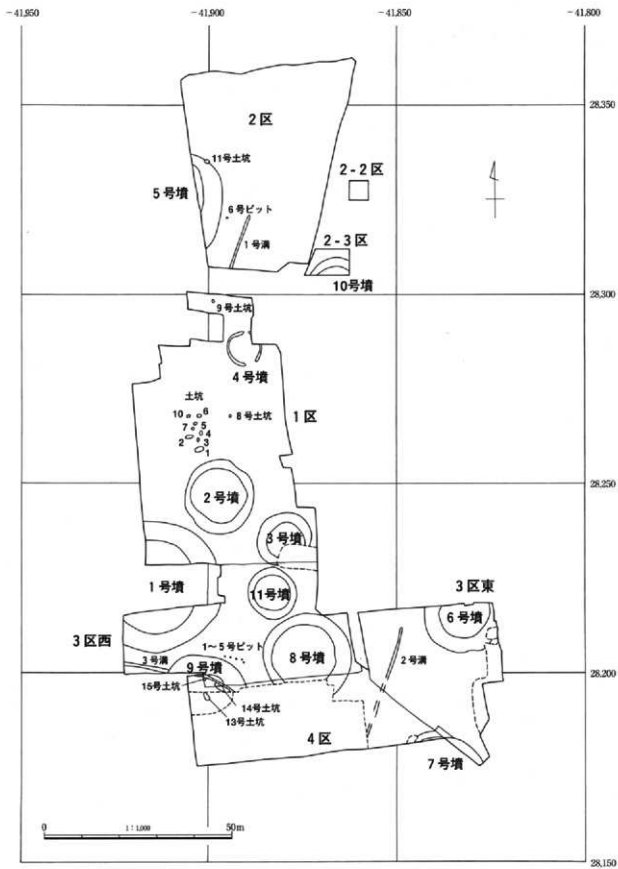 -41,950
-41,900
-41,850
-41,800
28,350
28,300
28,250
28,200
28,150
2区
11号土坑
2-2区
5号墳
6号ピット
1号溝
2-3区
10号墳
9号土坑
4号墳
土坑
10
6
8号土坑
1区
7
5
4
2
3
1
2号墳
3号墳
1号墳
11号墳
3区東
6号墳
3区西
1〜5号ピット
8号墳
2号溝
3号溝
9号墳
15号土坑
14号土坑
13号土坑
4区
7号墳
0
1:1,000
50m